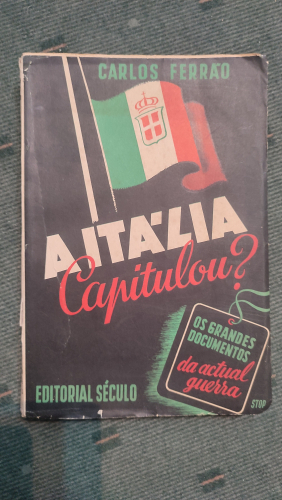 CARLOS FERRÃO
A ITÁLIA
Capitulou?
OS GRANDES
DOCUMENTOS
da actual
guerra
EDITORIAL SÉCULO
STOP